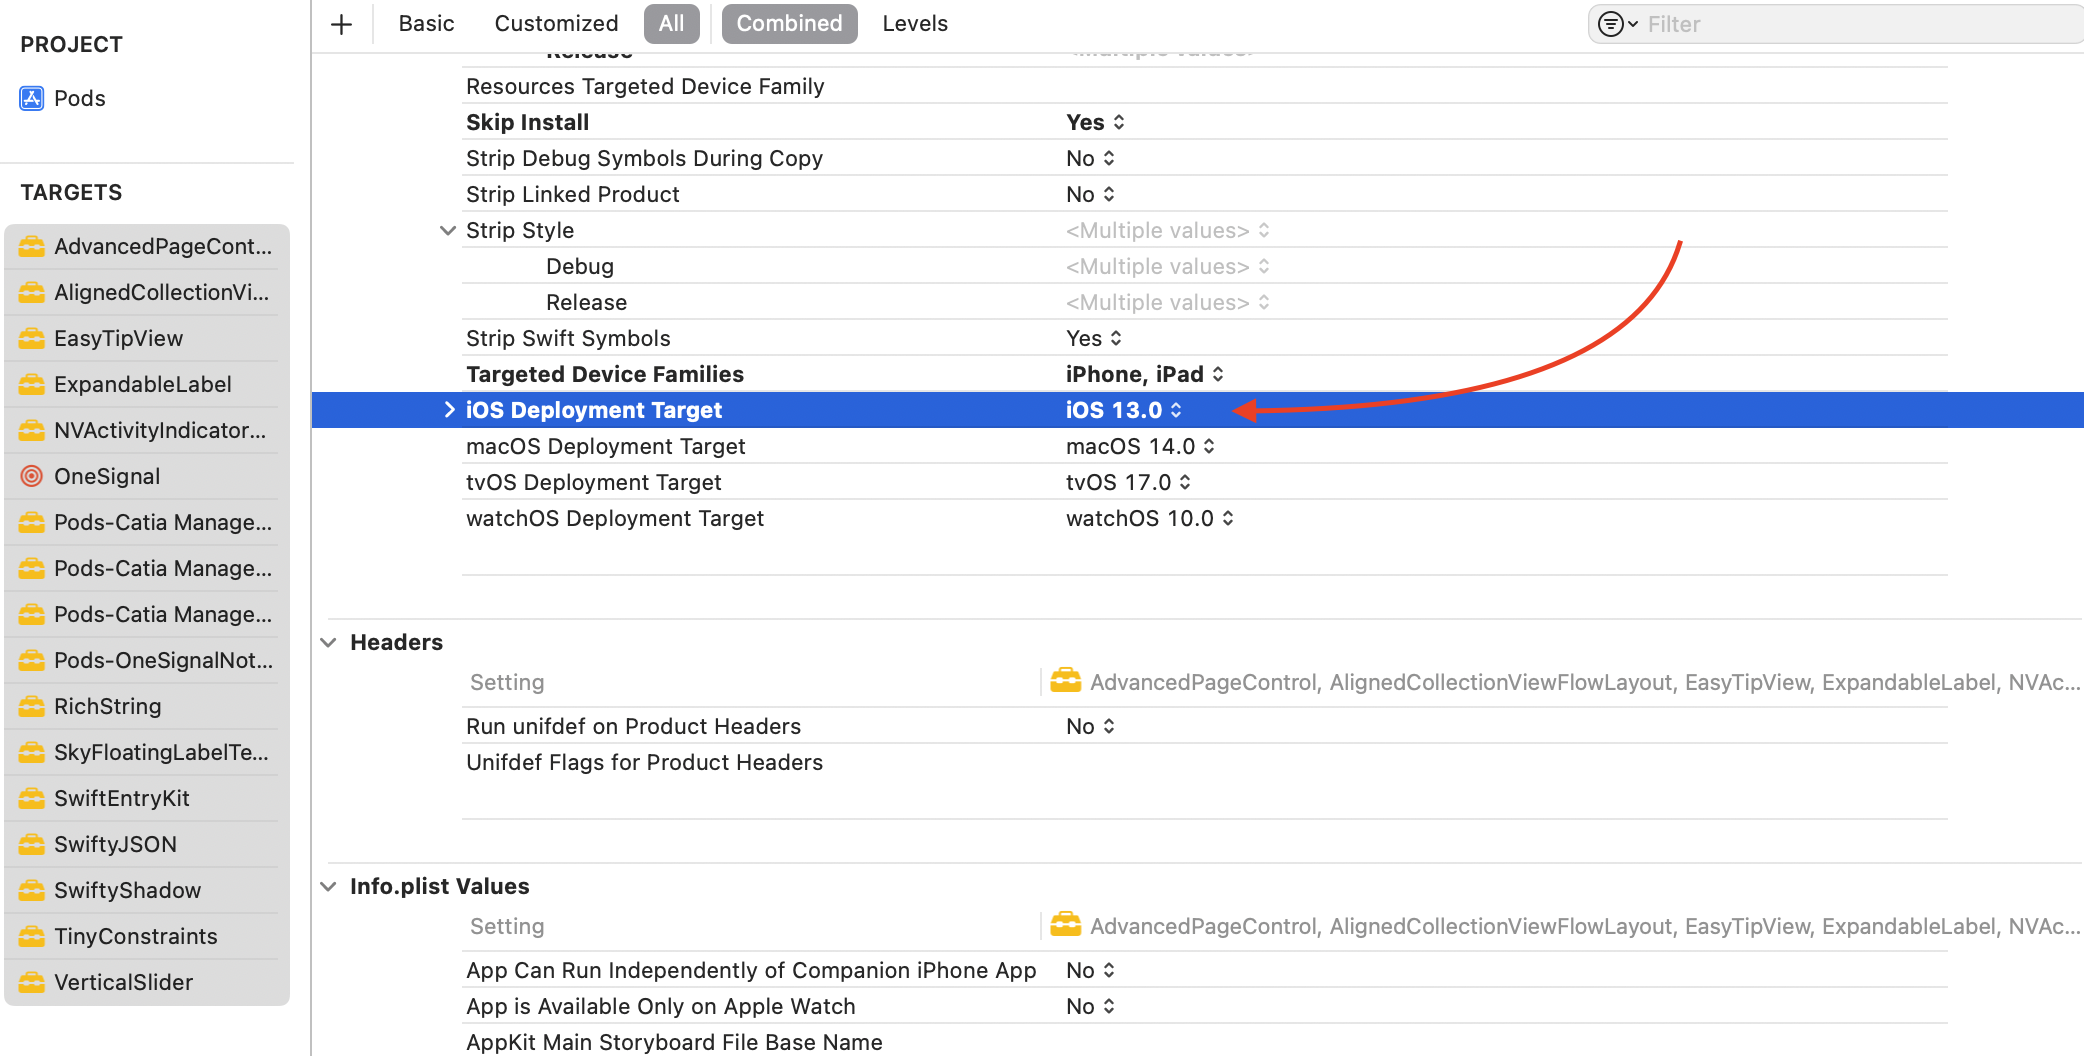 PROJECT
Pods
TARGETS
AdvancedPageCont...
AlignedCollectionVi...
EasyTipView
ExpandableLabel
NVActivityIndicator...
OneSignal
Pods-Catia Manage...
Pods-Catia Manage...
Pods-Catia Manage...
Pods-OneSignalNot...
RichString
SkyFloatingLabelTe...
SwiftEntryKit
SwiftyJSON
SwiftyShadow
TinyConstraints
VerticalSlider
Basic Customized All Combined Levels Filter
Release <Multiple values>
Resources Targeted Device Family
Skip Install Yes
Strip Debug Symbols During Copy No
Strip Linked Product No
Strip Style <Multiple values>
Debug <Multiple values>
Release <Multiple values>
Strip Swift Symbols Yes
Targeted Device Families iPhone, iPad
iOS Deployment Target iOS 13.0
macOS Deployment Target macOS 14.0
tvOS Deployment Target tvOS 17.0
watchOS Deployment Target watchOS 10.0
Headers
Setting AdvancedPageControl, AlignedCollectionViewFlowLayout, EasyTipView, ExpandableLabel, NVAc...
Run unifdef on Product Headers No
Unifdef Flags for Product Headers
Info.plist Values
Setting AdvancedPageControl, AlignedCollectionViewFlowLayout, EasyTipView, ExpandableLabel, NVAc...
App Can Run Independently of Companion iPhone App No
App is Available Only on Apple Watch No
AppKit Main Storyboard File Base Name